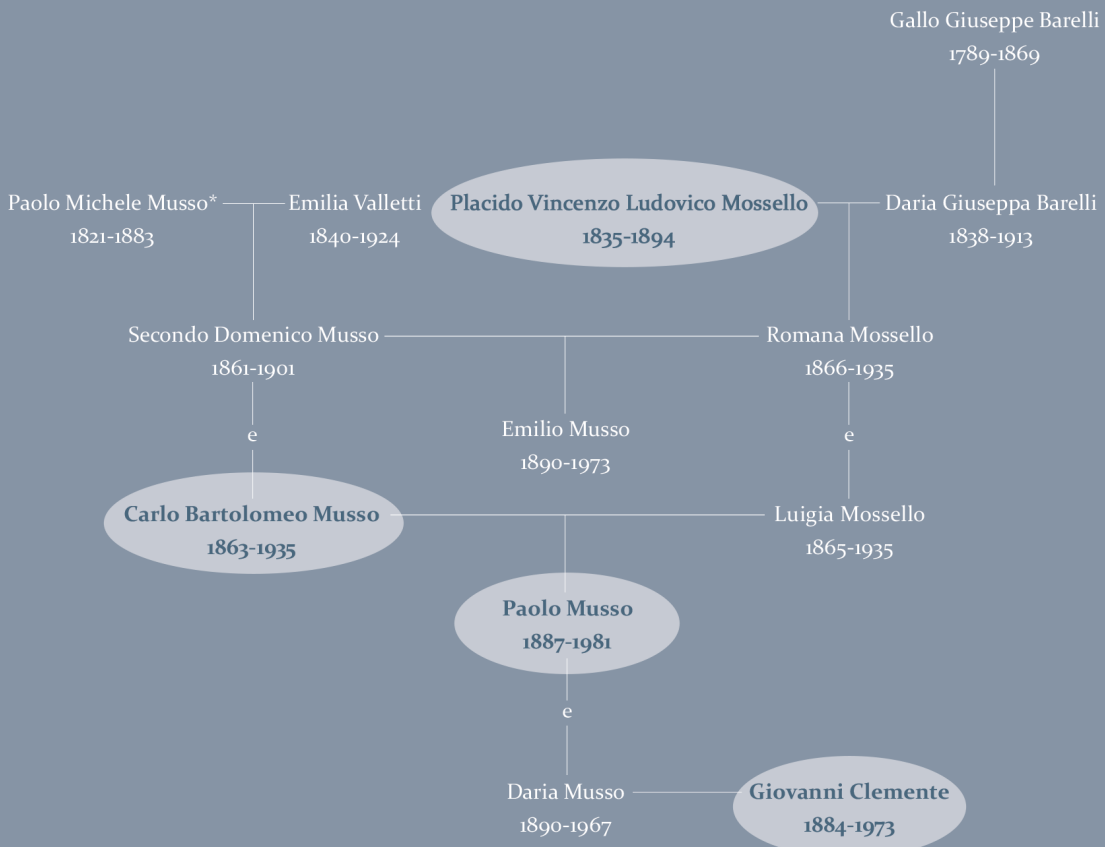 Gallo Giuseppe Barelli
1789-1869
Paolo Michele Musso*
1821-1883
Emilia Valletti
1840-1924
Placido Vincenzo Ludovico Mossello
1835-1894
Daria Giuseppa Barelli
1838-1913
Secondo Domenico Musso
1861-1901
Romana Mossello
1866-1935
e
Emilio Musso
1890-1973
e
Carlo Bartolomeo Musso
1863-1935
Luigia Mossello
1865-1935
Paolo Musso
1887-1981
e
Daria Musso
1890-1967
Giovanni Clemente
1884-1973